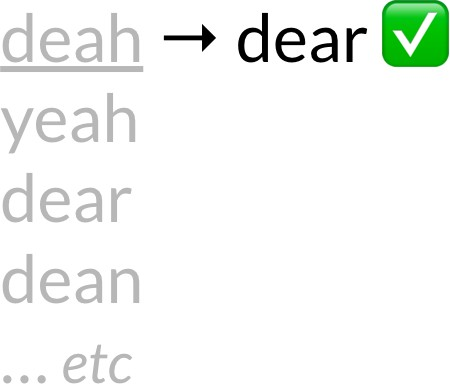 deah → dear ✅
yeah
dear
dean
... etc